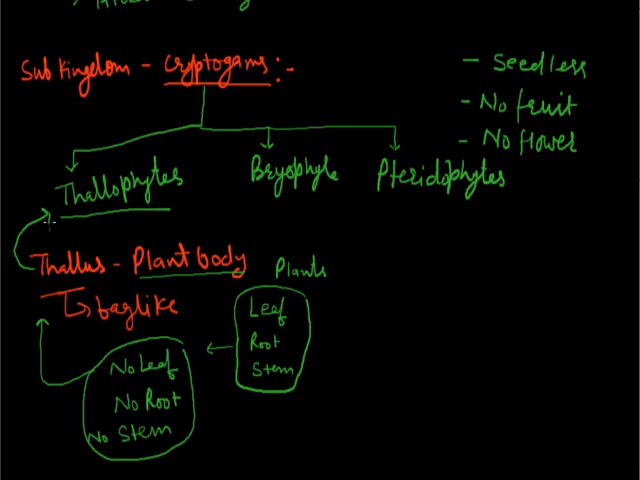 Sub Kingdom - Cryptogams :-
- Seedless
- No fruit
- No flower
Thallophytes Bryophyte Pteridophytes
Thallus - Plant body
Plants
baglike
Leaf
Root
Stem
No Leaf
No Root
No Stem